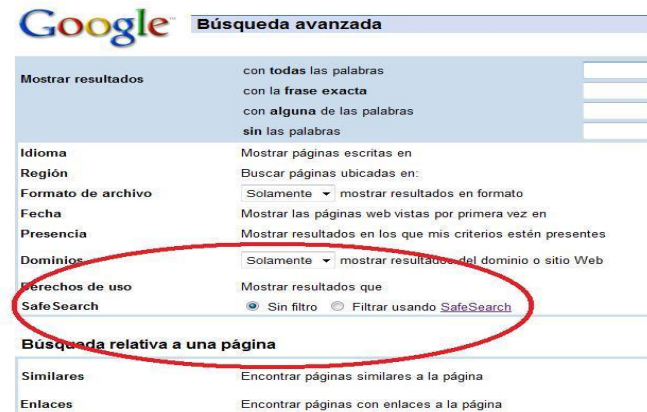 Google Búsqueda avanzada
Mostrar resultados con todas las palabras
con la frase exacta
con alguna de las palabras
sin las palabras
Idioma Mostrar páginas escritas en
Región Buscar páginas ubicadas en:
Formato de archivo Solamente mostrar resultados en formato
Fecha Mostrar las páginas web vistas por primera vez en
Presencia Mostrar resultados en los que mis criterios estén presentes
Dominios Solamente mostrar resultados del dominio o sitio Web
Derechos de uso Mostrar resultados que
SafeSearch Sin filtro Filtrar usando SafeSearch
Búsqueda relativa a una página
Similares Encontrar páginas similares a la página
Enlaces Encontrar páginas con enlaces a la página